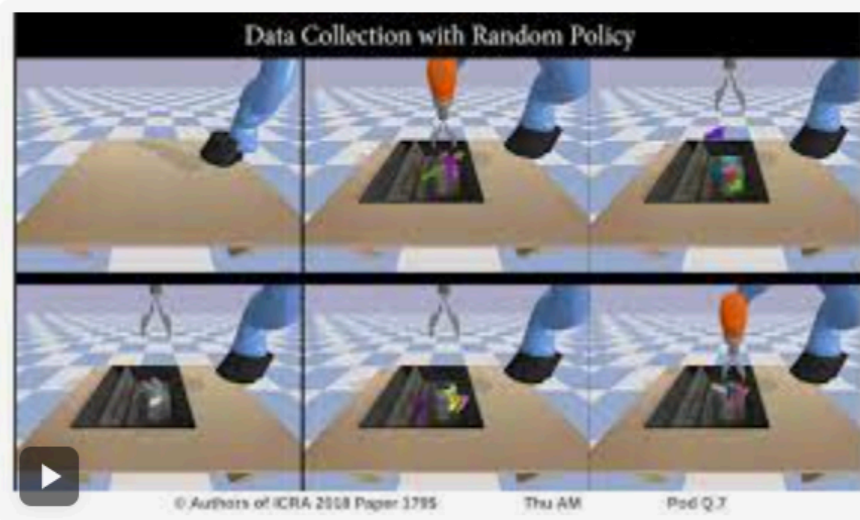 Data Collection with Random Policy
© Authors of ICRA 2018 Paper 1795 Thu AM Pod Q.7